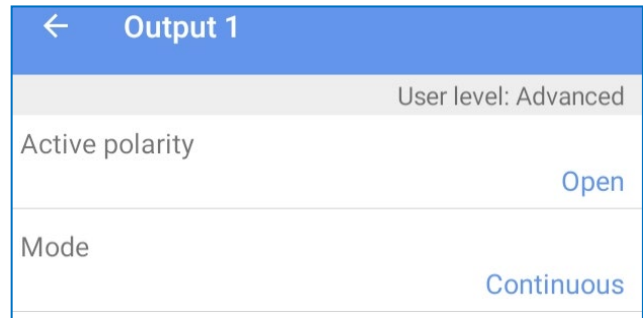 Output 1
User level: Advanced
Active polarity
Open
Mode
Continuous